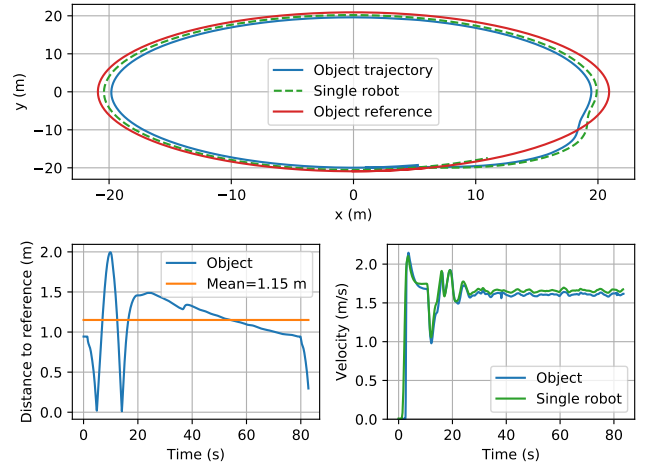 20
10
0
−10
−20
y (m)
Object trajectory
Single robot
Object reference
−20
−10
0
10
20
x (m)
2.0
1.5
1.0
0.5
0.0
Distance to reference (m)
Object
Mean=1.15 m
0
20
40
60
80
Time (s)
2.0
1.5
1.0
0.5
0.0
Velocity (m/s)
Object
Single robot
0
20
40
60
80
Time (s)